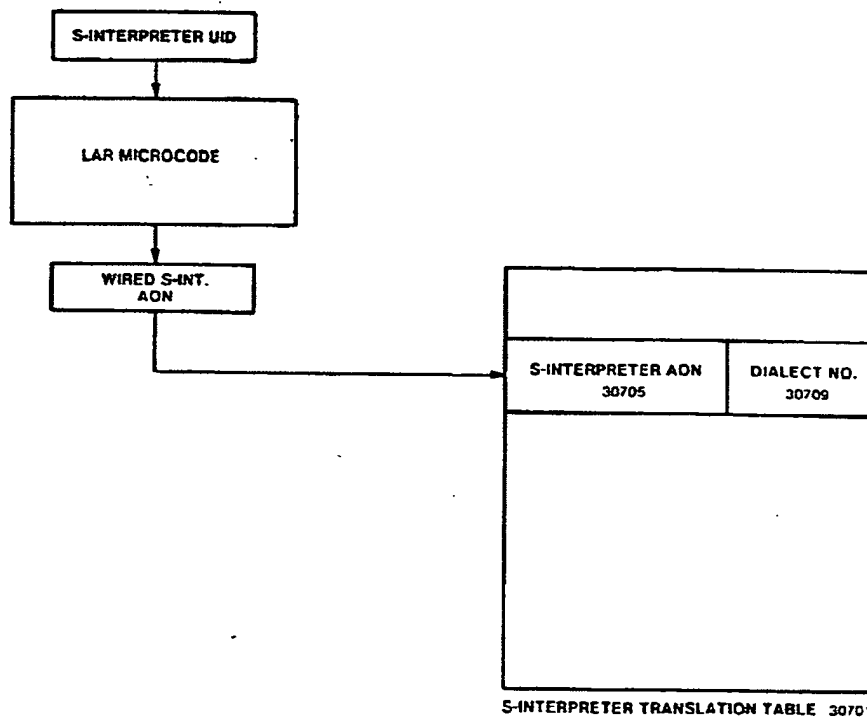 S-INTERPRETER UID
LAR MICROCODE
WIRED S-INT.
AON
S-INTERPRETER AON
30705
DIALECT NO.
30709
S-INTERPRETER TRANSLATION TABLE